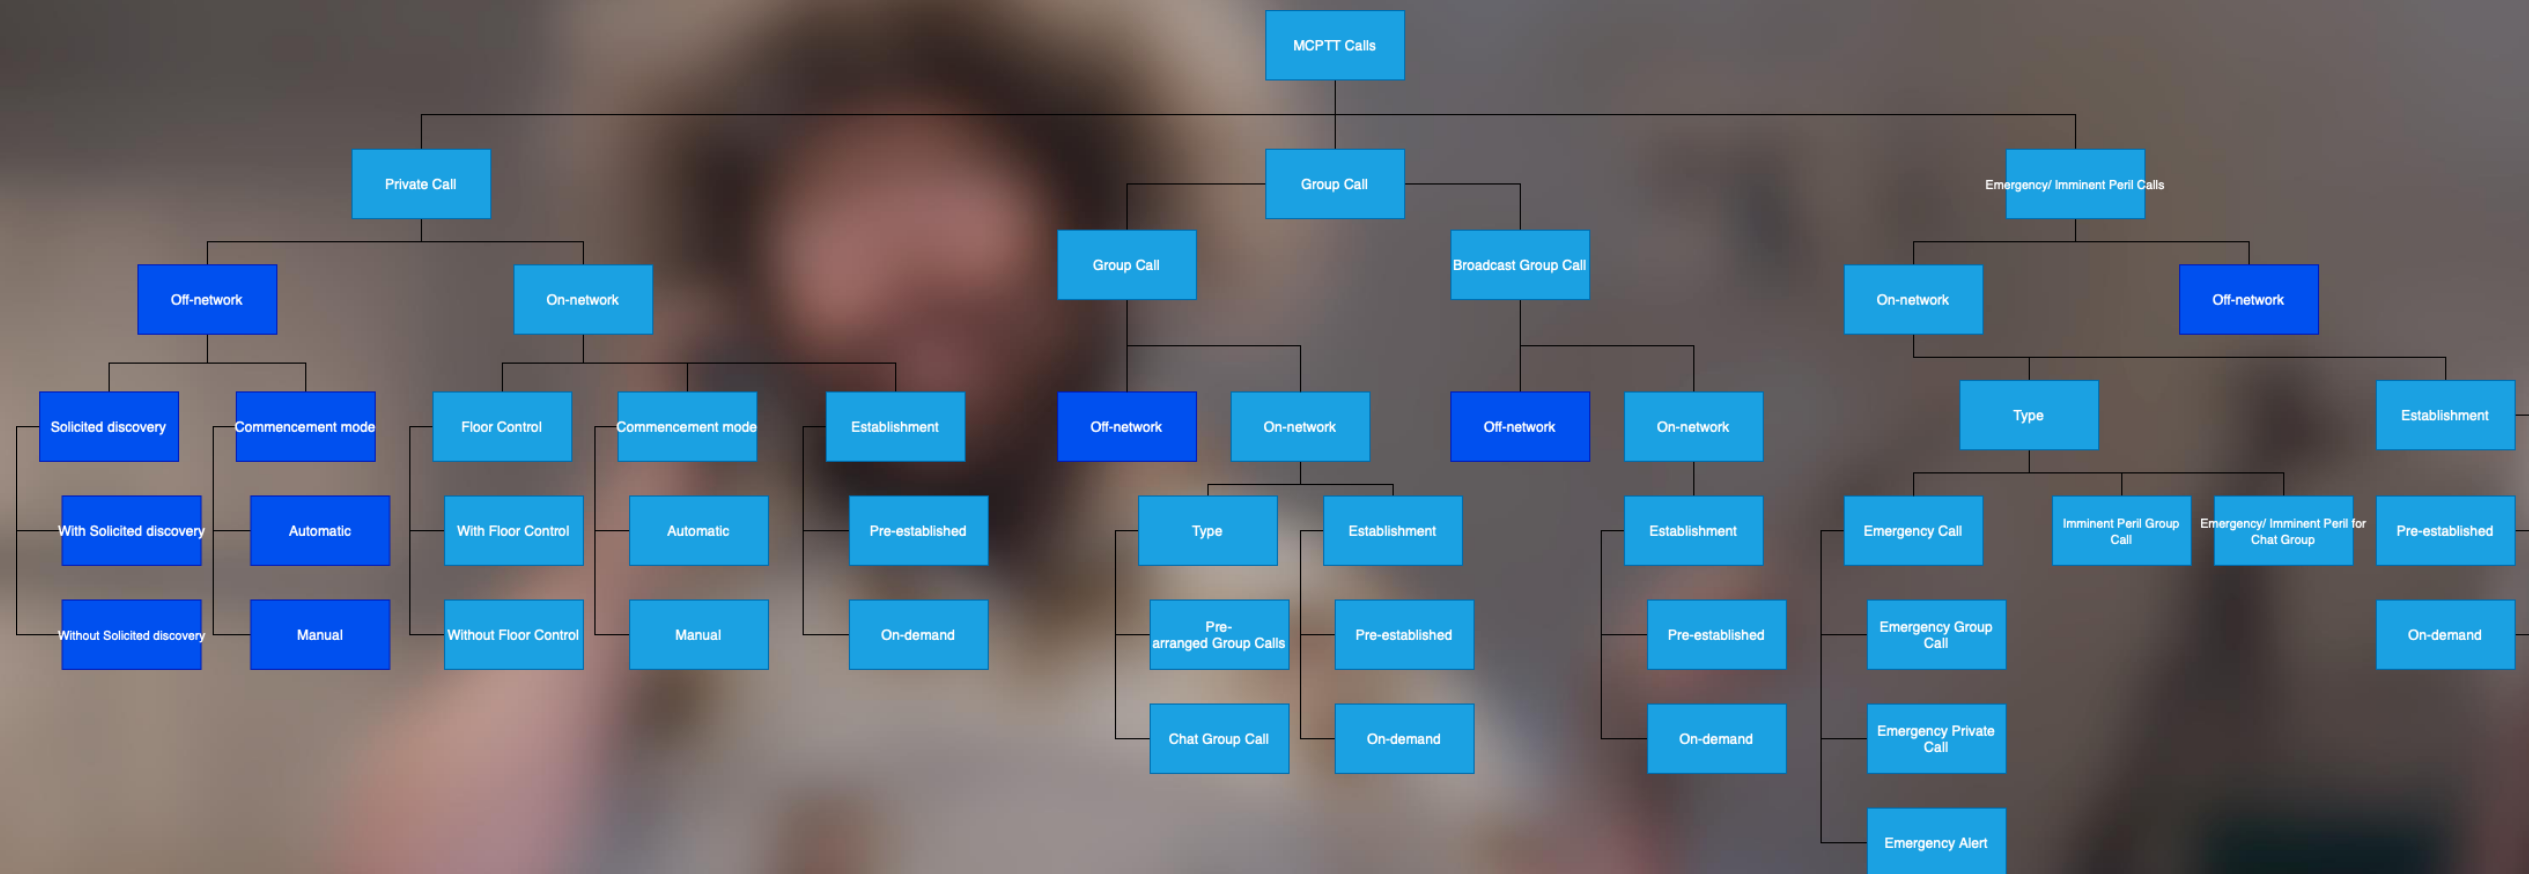 MCPTT Calls
Private Call
Group Call
Emergency/ Imminent Peril Calls
Group Call
Broadcast Group Call
Off-network
On-network
On-network
Off-network
Solicited discovery
Commencement mode
Floor Control
Commencement mode
Establishment
Off-network
On-network
Off-network
On-network
Type
Establishment
With Solicited discovery
Automatic
With Floor Control
Automatic
Pre-established
Type
Establishment
Establishment
Emergency Call
Imminent Peril Group
Call
Emergency/ Imminent Peril for
Chat Group
Pre-established
Without Solicited discovery
Manual
Without Floor Control
Manual
On-demand
Pre-
arranged Group Calls
Pre-established
Pre-established
Emergency Group
Call
On-demand
Chat Group Call
On-demand
On-demand
Emergency Private
Call
Emergency Alert